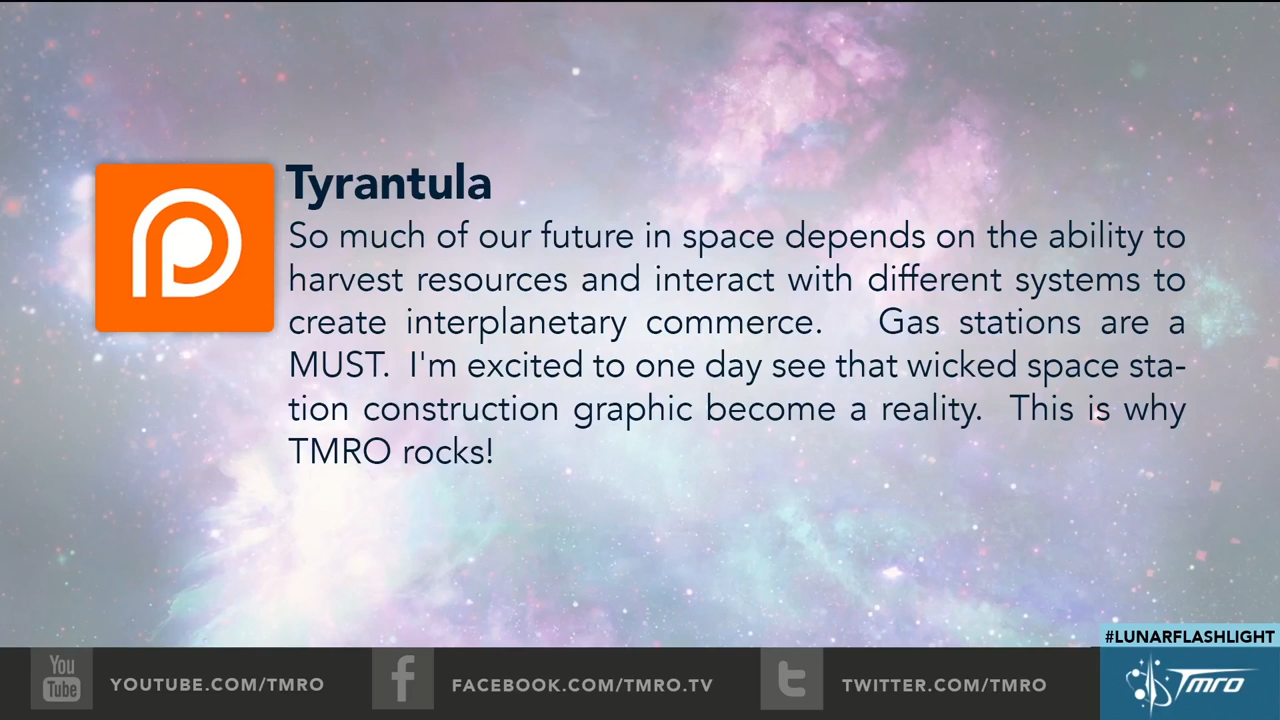 Tyrantula
So much of our future in space depends on the ability to
harvest resources and interact with different systems to
create interplanetary commerce. Gas stations are a
MUST. I'm excited to one day see that wicked space sta-
tion construction graphic become a reality. This is why
TMRO rocks!
#LUNARFLASHLIGHT
You
Tube
YOUTUBE.COM/TMRO
FACEBOOK.COM/TMRO.TV
TWITTER.COM/TMRO
Tmro